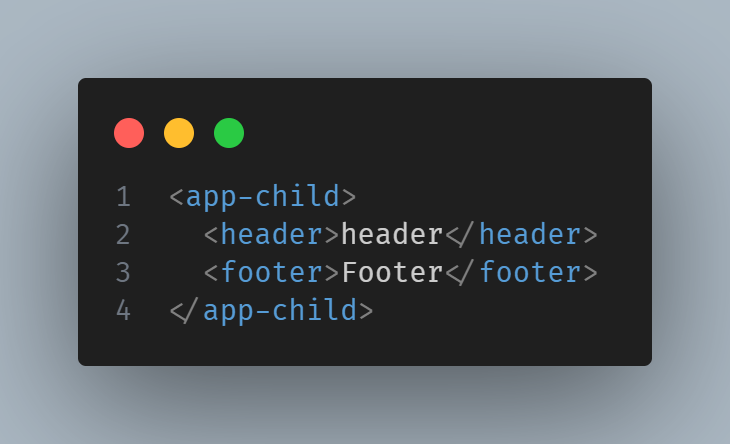 1 <app-child>
2   <header>header</header>
3   <footer>Footer</footer>
4 </app-child>